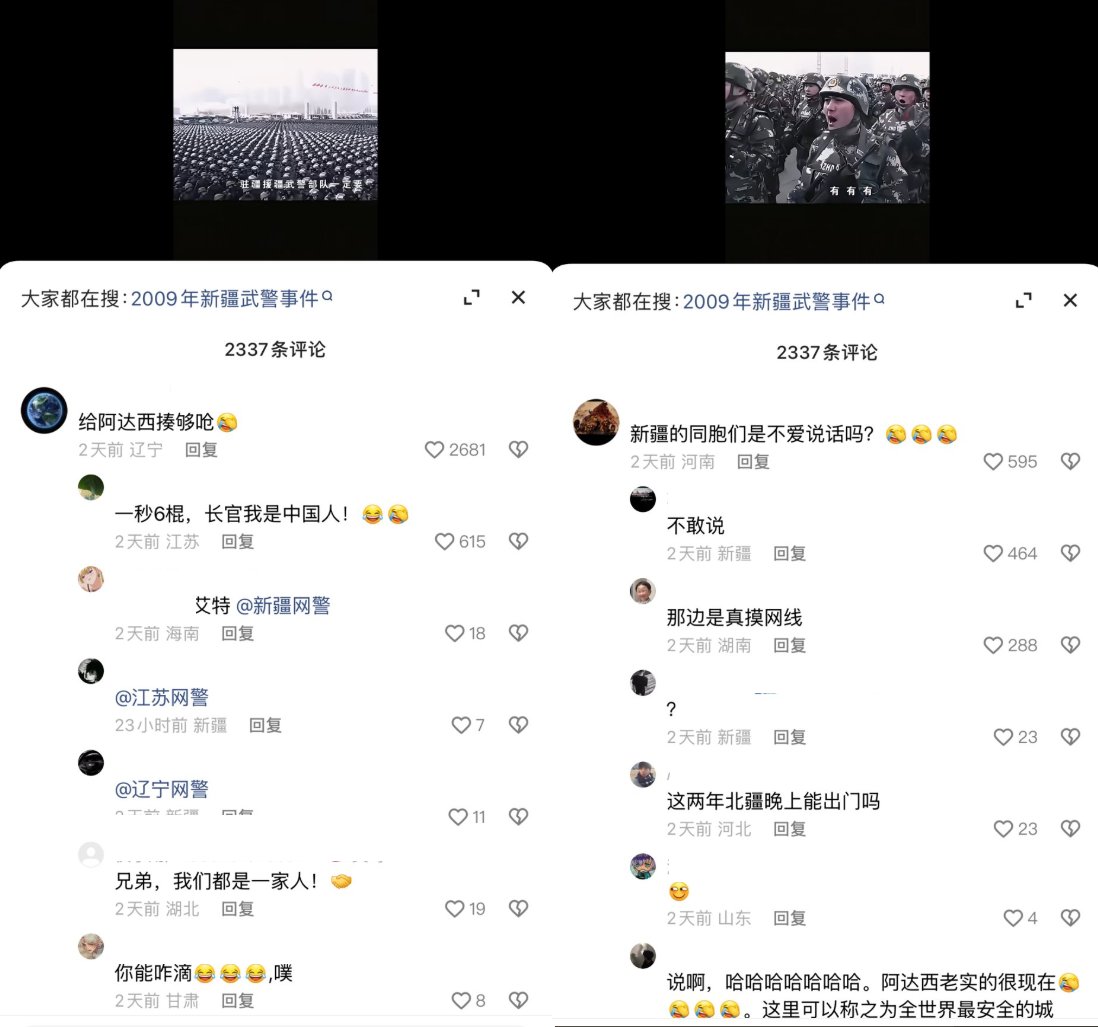 驻疆援疆武警部队一定要
大家都在搜:2009年新疆武警事件
2337条评论
给阿达西揍够呛🤣
2天前 辽宁 回复
2681
一秒6棍，长官我是中国人！😂🤣
2天前 江苏 回复
615
艾特 @新疆网警
2天前 海南 回复
18
@江苏网警
23小时前 新疆 回复
7
@辽宁网警
2天前 新疆 回复
11
兄弟，我们都是一家人！🤝
2天前 湖北 回复
19
你能咋滴😂😂😂,噗
2天前 甘肃 回复
8
有 有 有
大家都在搜:2009年新疆武警事件
2337条评论
新疆的同胞们是不爱说话吗？🤣🤣🤣
2天前 河南 回复
595
不敢说
2天前 新疆 回复
464
那边是真摸网线
2天前 湖南 回复
288
?
2天前 新疆 回复
23
这两年北疆晚上能出门吗
2天前 河北 回复
23
2天前 山东 回复
4
说啊，哈哈哈哈哈哈哈。阿达西老实的很现在🤣
🤣🤣🤣。这里可以称之为全世界最安全的城